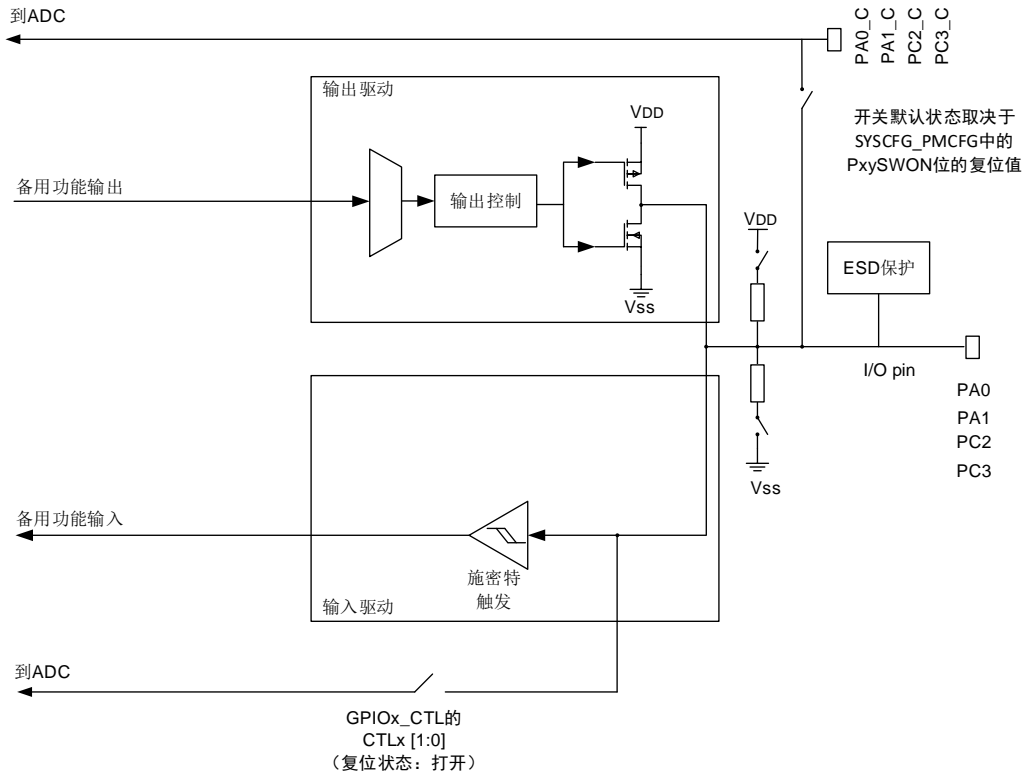 到ADC
PA0_C
PA1_C
PC2_C
PC3_C
输出驱动
VDD
开关默认状态取决于
SYSCFG_PMCFG中的
PxySWON位的复位值
备用功能输出
输出控制
VDD
ESD保护
Vss
I/O pin
PA0
PA1
PC2
PC3
Vss
备用功能输入
施密特
触发
输入驱动
到ADC
GPIOx_CTL的
CTLx [1:0]
（复位状态：打开）